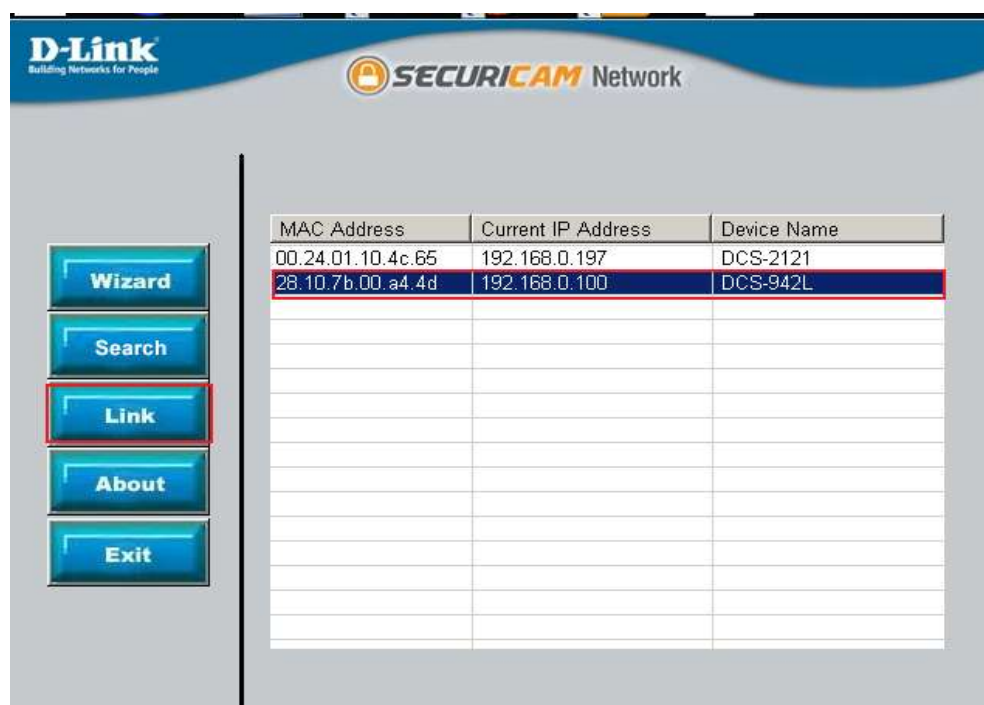 D-Link
Building Networks for People
SECURICAM Network
MAC Address Current IP Address Device Name
00.24.01.10.4c.65 192.168.0.197 DCS-2121
28.10.7b.00.a4.4d 192.168.0.100 DCS-942L
Wizard
Search
Link
About
Exit